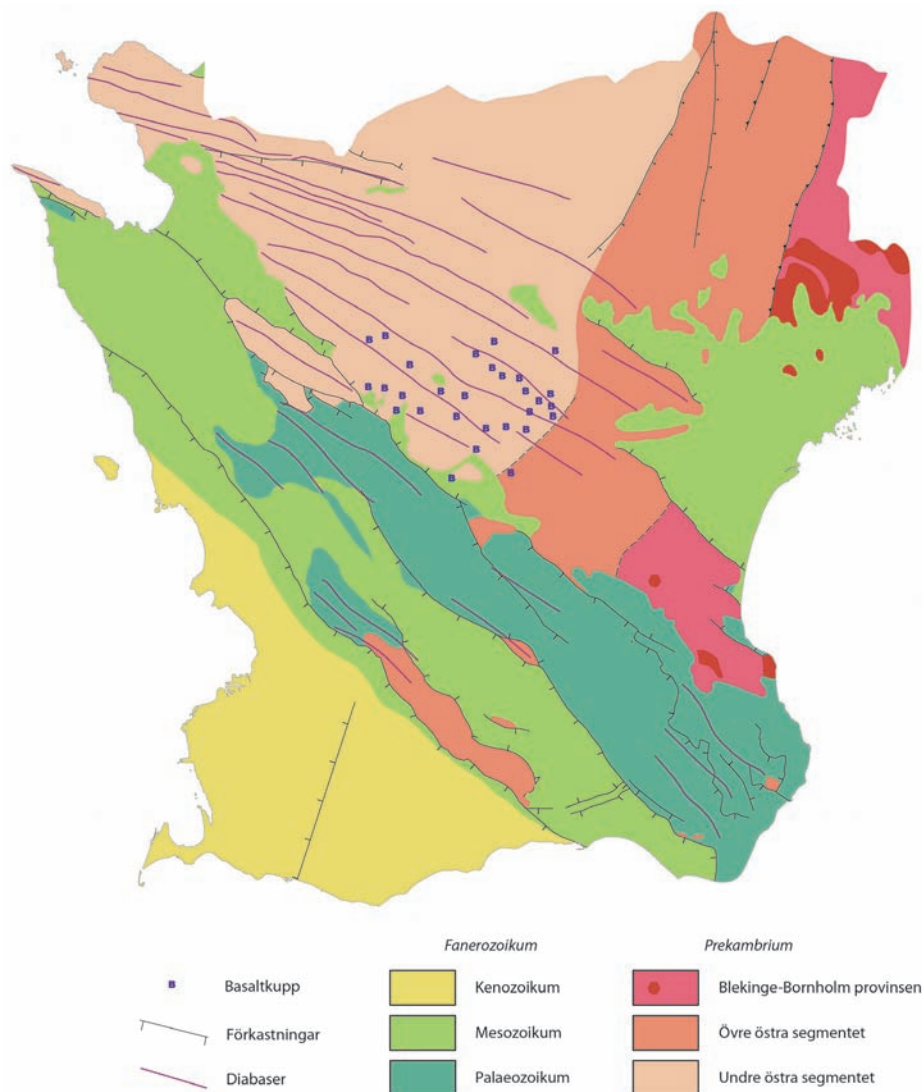 B B B B B B B B B B B B B B B B B B B B B B B B B B B
Fanerozoikum Prekambrium
B Basaltkupp Kenozoikum Blekinge-Bornholm provinsen
Förkastningar Mesozoikum Övre östra segmentet
Diabaser Palaeozoikum Undre östra segmentet